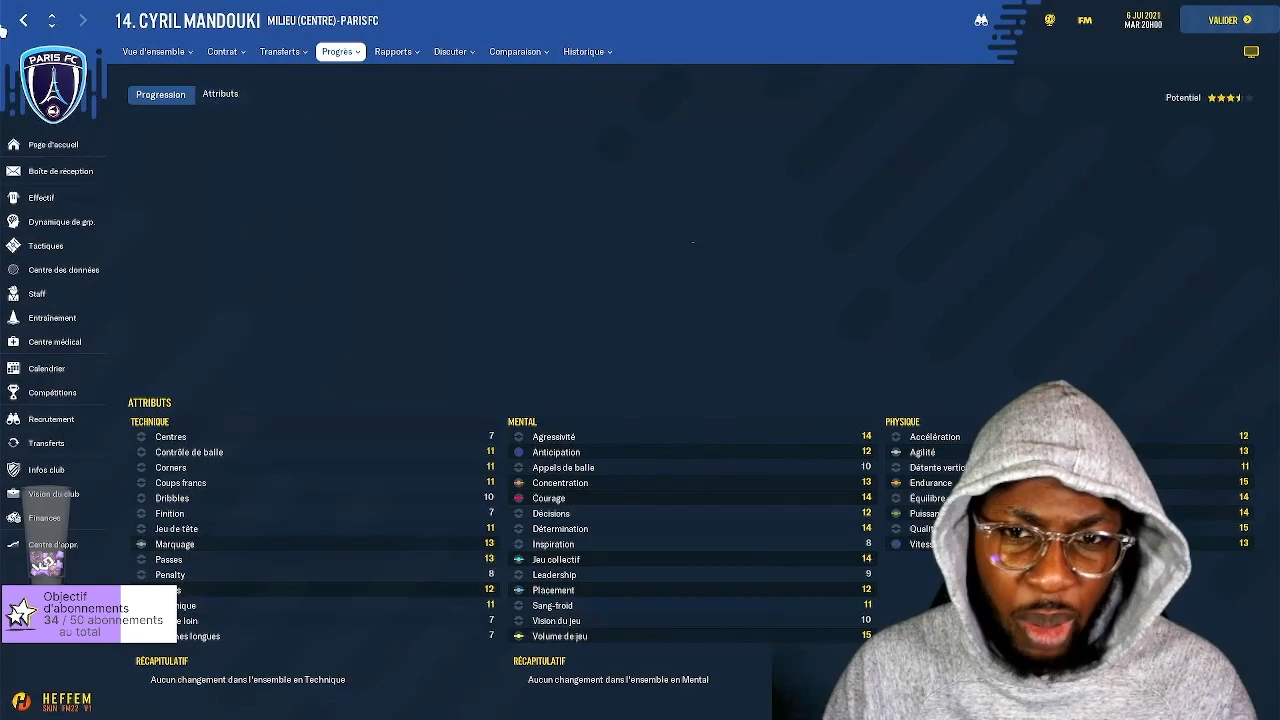 14. CYRIL MANDOUKI MILIEU (CENTRE) - PARIS FC
6 JUI 2021
MAR 20H00
VALIDER
FM
PARIS FC
Vue d'ensemble Contrat Transferts Progrès Rapports Discuter Comparaison Historique
Progression Attributs
Potentiel
Page d'accueil
Boîte de réception
Effectif
Dynamique de grp.
Tactiques
Centre des données
Staff
Entraînement
Centre médical
Calendrier
Compétitions
Recrutement
Transferts
Infos club
Vision du club
Finances
Centre d'appr.
ATTRIBUTS
TECHNIQUE
Centres 7
Contrôle de balle 11
Corners 11
Coups francs 11
Dribbles 10
Finition 7
Jeu de tête 11
Marquage 13
Passes 13
Penalty 8
12
11
7
7
MENTAL
Agressivité 14
Anticipation 12
Appels de balle 10
Concentration 13
Courage 14
Décisions 12
Détermination 14
Inspiration 8
Jeu collectif 14
Leadership 9
Placement 12
Sang-froid 11
Vision du jeu 10
Volume de jeu 15
PHYSIQUE
Accélération 12
Agilité 13
Détente 11
Endurance 15
Équilibre 14
14
15
13
Objectif
d'abonnements
34 / 50 abonnements
au total
RÉCAPITULATIF
Aucun changement dans l'ensemble en Technique
RÉCAPITULATIF
Aucun changement dans l'ensemble en Mental
HEFFEM
SKIN FM22 V1